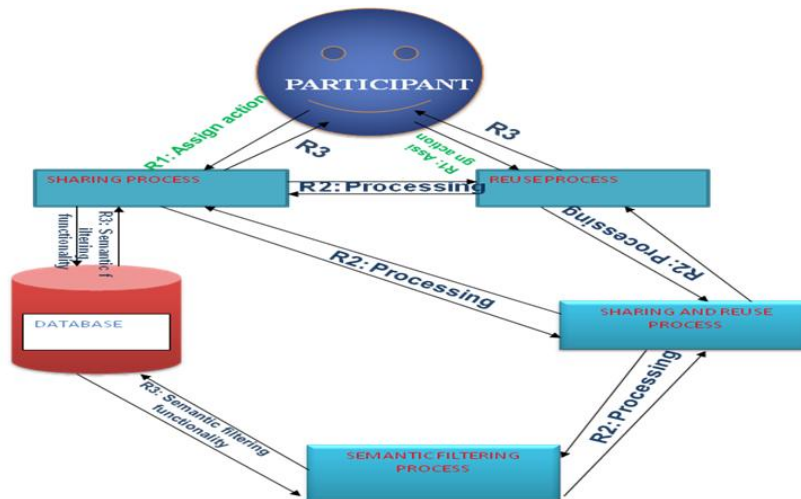 PARTICIPANT
R1: Assign action
R3
R3
R1: Assi
gn action
SHARING PROCESS
R2: Processing
REUSE PROCESS
R3: Semantic f
iltering
functionality
R2: Processing
R2: Processing
DATABASE
SHARING AND REUSE
PROCESS
R3: Semantic filtering
functionality
R2: Processing
SEMANTIC FILTERING
PROCESS